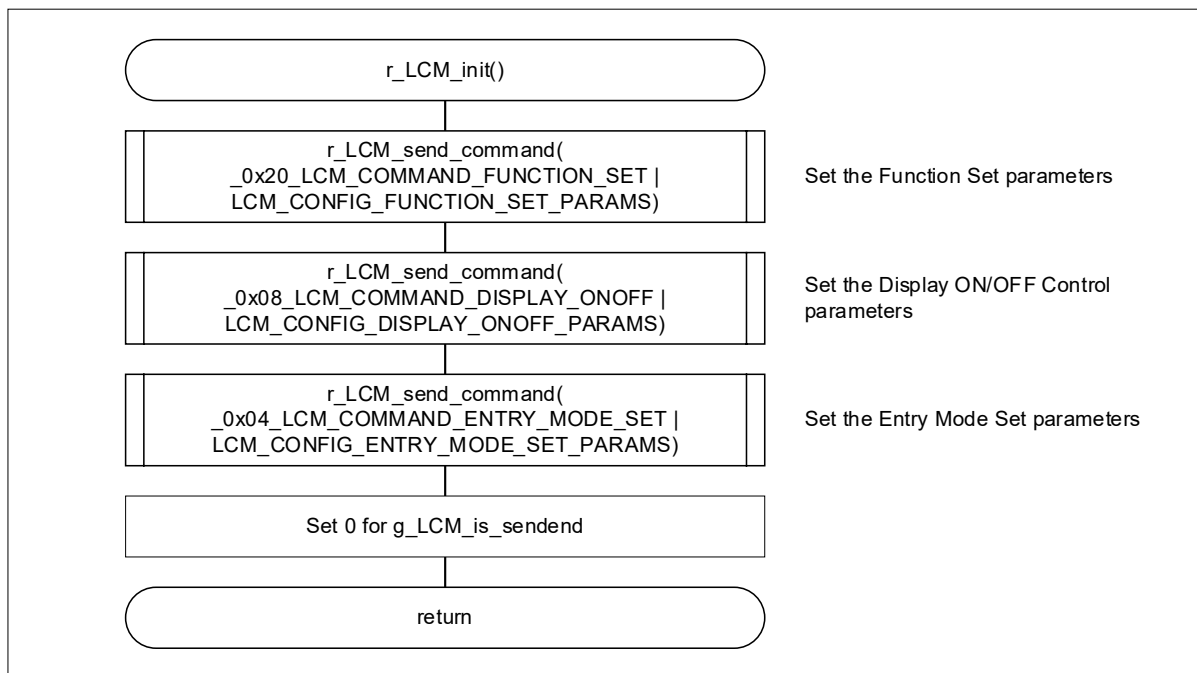 r_LCM_init()
r_LCM_send_command(
_0x20_LCM_COMMAND_FUNCTION_SET |
LCM_CONFIG_FUNCTION_SET_PARAMS)
Set the Function Set parameters
r_LCM_send_command(
_0x08_LCM_COMMAND_DISPLAY_ONOFF |
LCM_CONFIG_DISPLAY_ONOFF_PARAMS)
Set the Display ON/OFF Control
parameters
r_LCM_send_command(
_0x04_LCM_COMMAND_ENTRY_MODE_SET |
LCM_CONFIG_ENTRY_MODE_SET_PARAMS)
Set the Entry Mode Set parameters
Set 0 for g_LCM_is_sendend
return